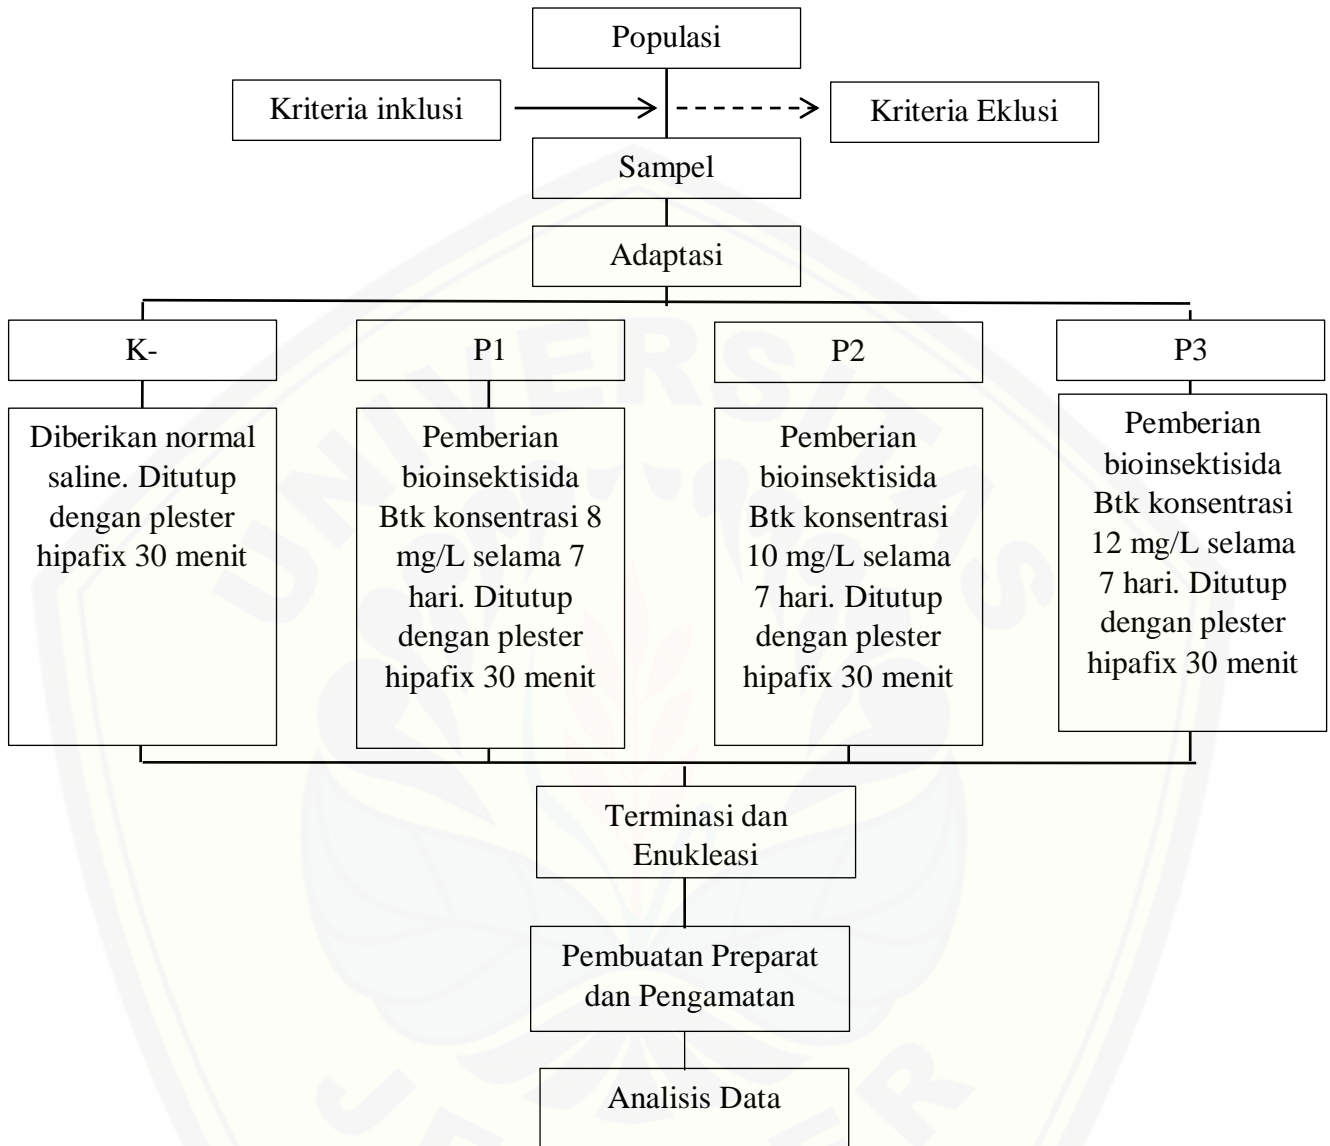 Populasi
Kriteria inklusi
Kriteria Eklusi
Sampel
Adaptasi
K-
P1
P2
P3
Diberikan normal
saline. Ditutup
dengan plester
hipafix 30 menit
Pemberian
bioinsektisida
Btk konsentrasi 8
mg/L selama 7
hari. Ditutup
dengan plester
hipafix 30 menit
Pemberian
bioinsektisida
Btk konsentrasi
10 mg/L selama
7 hari. Ditutup
dengan plester
hipafix 30 menit
Pemberian
bioinsektisida
Btk konsentrasi
12 mg/L selama
7 hari. Ditutup
dengan plester
hipafix 30 menit
Terminasi dan
Enukleasi
Pembuatan Preparat
dan Pengamatan
Analisis Data
UNIVERSITAS